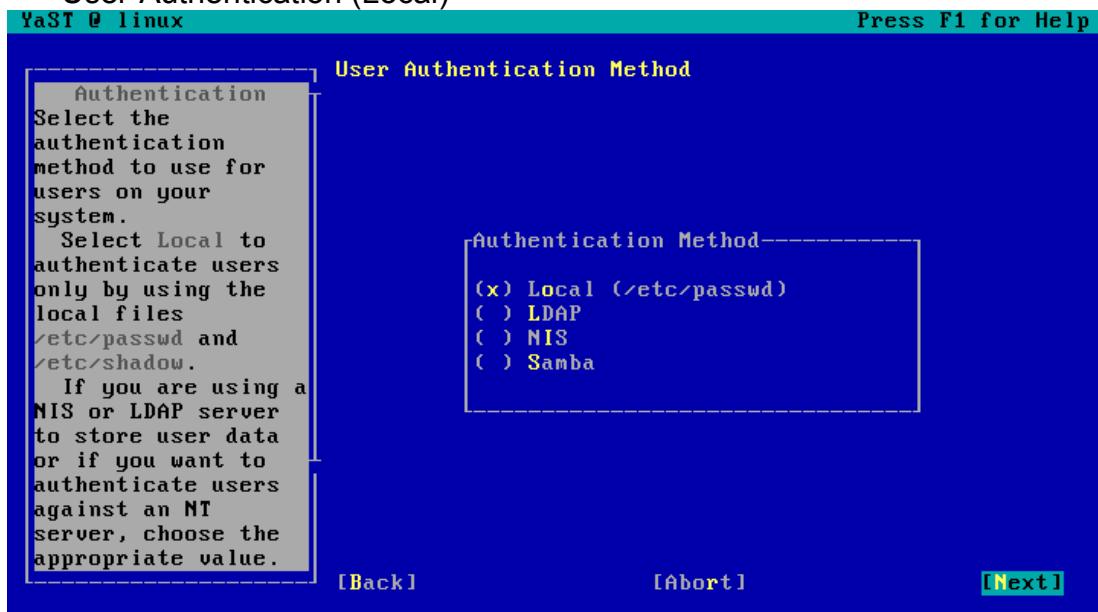 User Authentication (Local)
YaST @ linux Press F1 for Help
User Authentication Method
Authentication
Select the
authentication
method to use for
users on your
system.
Select Local to
authenticate users
only by using the
local files
/etc/passwd and
/etc/shadow.
If you are using a
NIS or LDAP server
to store user data
or if you want to
authenticate users
against an NT
server, choose the
appropriate value.
Authentication Method
(x) Local (/etc/passwd)
( ) LDAP
( ) NIS
( ) Samba
[Back] [Abort] [Next]